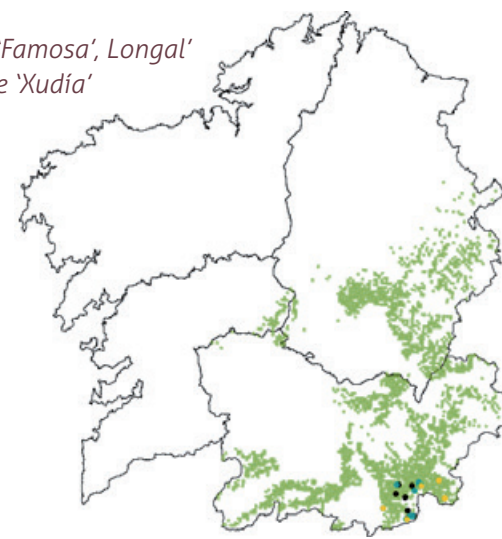 ‘Famosa’, Longal’
e ‘Xudía’